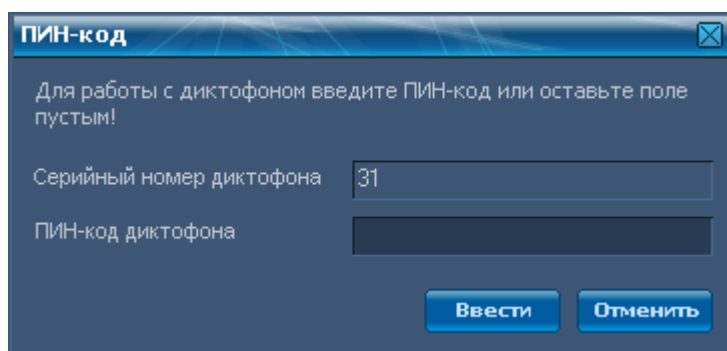 ПИН-код
Для работы с диктофоном введите ПИН-код или оставьте поле
пустым!
Серийный номер диктофона 31
ПИН-код диктофона
Ввести Отменить